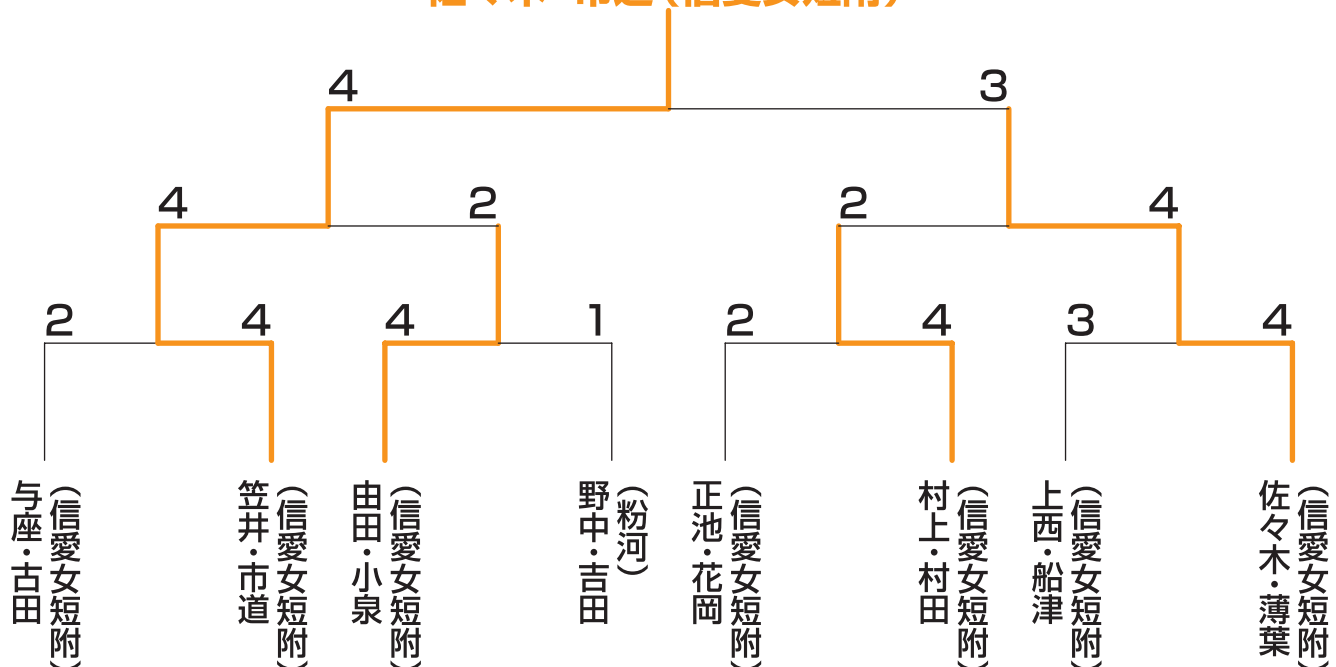 4
3
4
2
2
4
2
4
4
1
2
4
3
4
与座・古田
(信愛女短附)
笠井・市道
(信愛女短附)
由田・小泉
(信愛女短附)
野中・吉田
(粉河)
正池・花岡
(信愛女短附)
村上・村田
(信愛女短附)
上西・船津
(信愛女短附)
佐々木・薄葉
(信愛女短附)